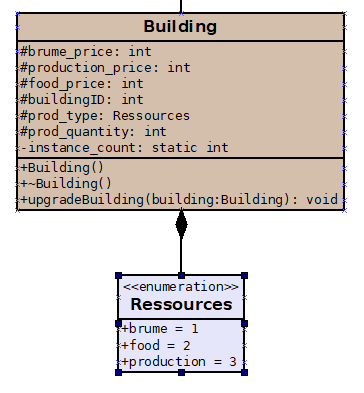 Building
#brume_price: int
#production_price: int
#food_price: int
#buildingID: int
#prod_type: Ressources
#prod_quantity: int
-instance_count: static int
+Building()
+~Building()
+upgradeBuilding(building:Building): void
<<enumeration>>
Ressources
+brume = 1
+food = 2
+production = 3